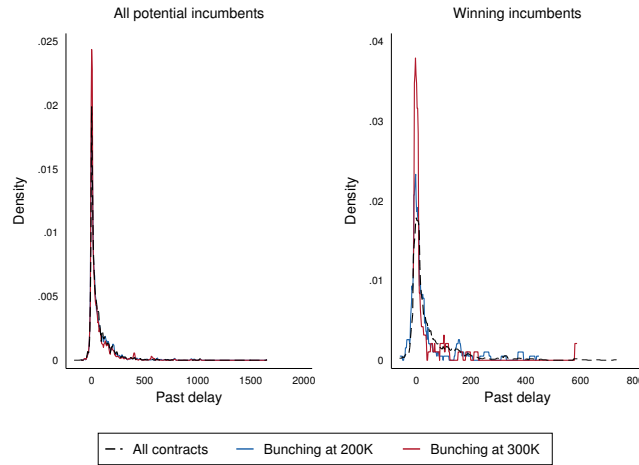 All potential incumbents
Winning incumbents
.025
.02
.015
.01
.005
0
Density
0
500
1000
1500
2000
Past delay
.04
.03
.02
.01
0
Density
0
200
400
600
800
Past delay
All contracts
Bunching at 200K
Bunching at 300K